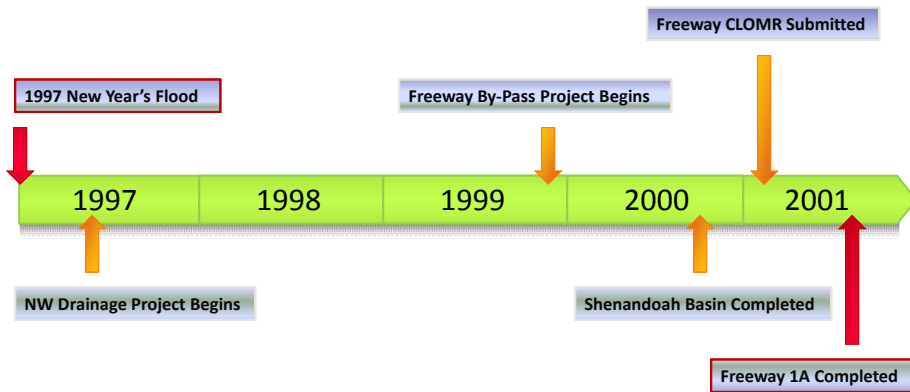 Freeway CLOMR Submitted
1997 New Year's Flood
Freeway By-Pass Project Begins
1997
1998
1999
2000
2001
NW Drainage Project Begins
Shenandoah Basin Completed
Freeway 1A Completed